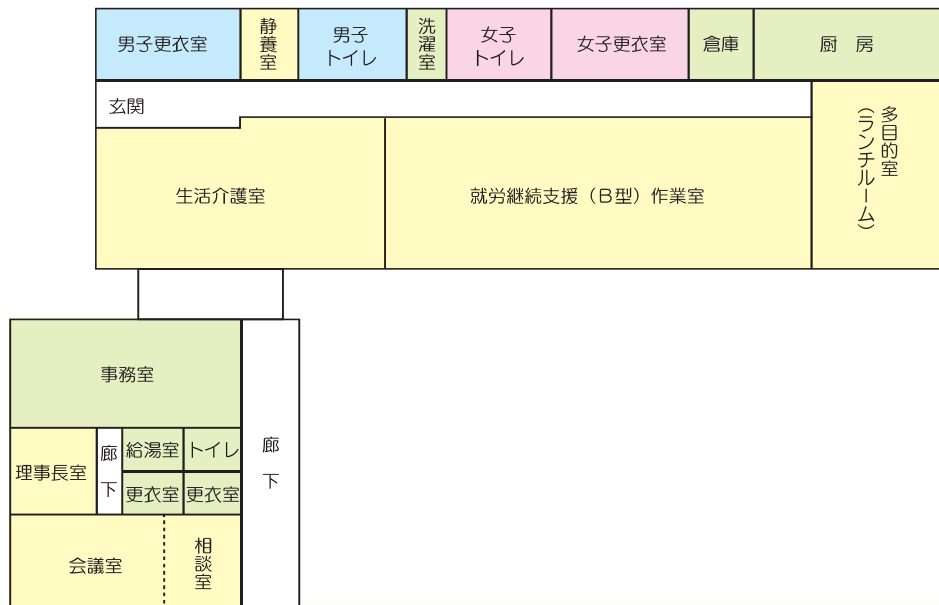 男子更衣室
静養室
男子
トイレ
洗濯室
女子
トイレ
女子更衣室
倉庫
厨　房
玄関
生活介護室
就労継続支援（B型）作業室
多目的室
（ランチルーム）
事務室
理事長室
廊下
給湯室
トイレ
更衣室
更衣室
廊下
会議室
相談室